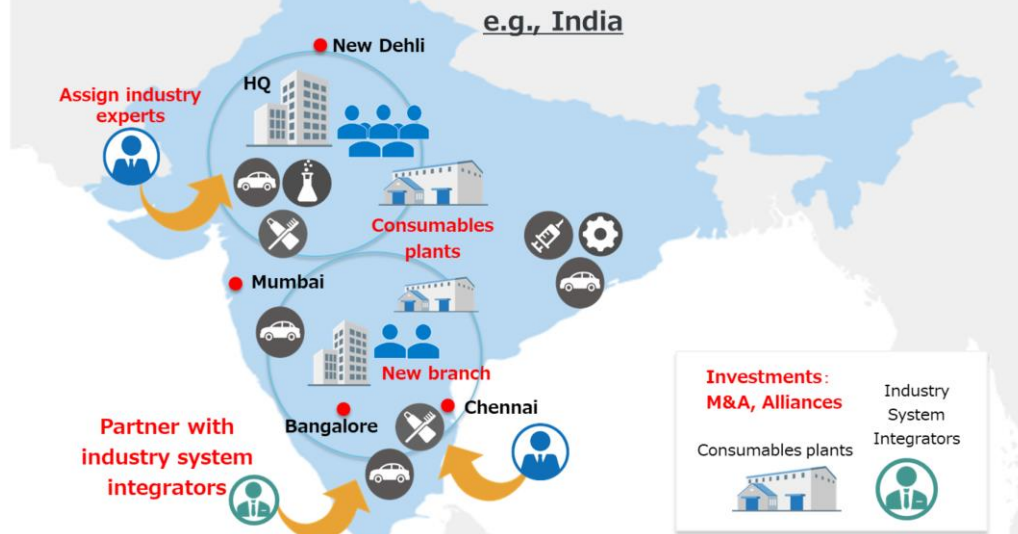 e.g., India
New Dehli
HQ
Assign industry
experts
Consumables
plants
Mumbai
New branch
Bangalore
Chennai
Partner with
industry system
integrators
Investments:
M&A, Alliances
Consumables plants
Industry
System
Integrators